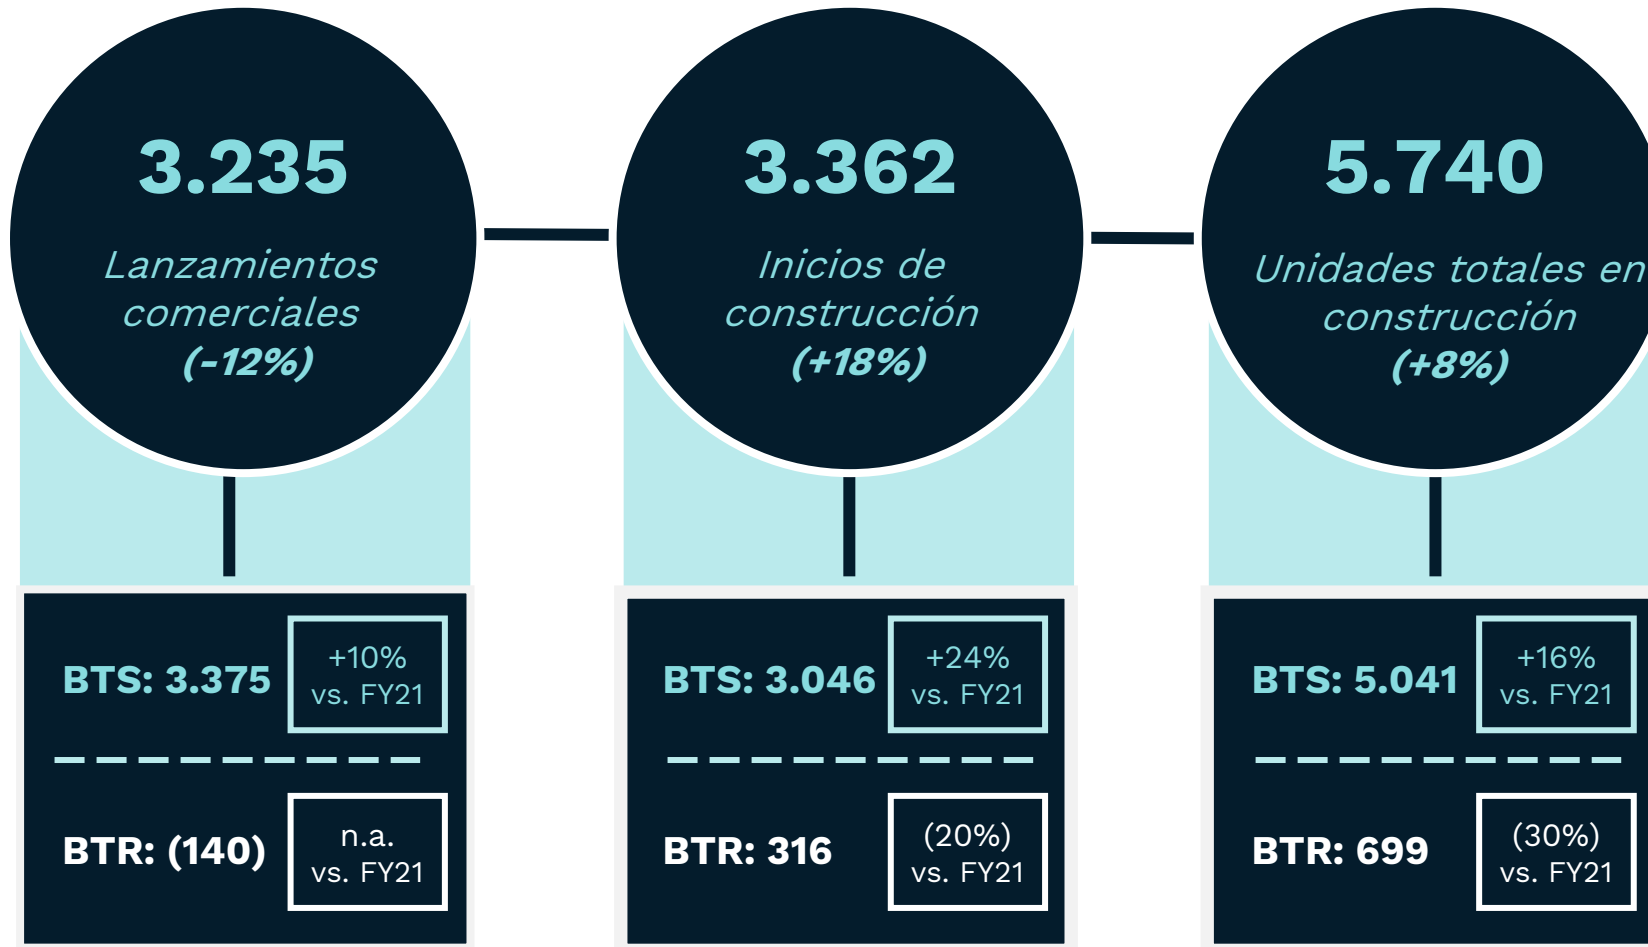 3.235
Lanzamientos
comerciales
(-12%)
3.362
Inicios de
construcción
(+18%)
5.740
Unidades totales en
construcción
(+8%)
BTS: 3.375
+10%
vs. FY21
BTR: (140)
n.a.
vs. FY21
BTS: 3.046
+24%
vs. FY21
BTR: 316
(20%)
vs. FY21
BTS: 5.041
+16%
vs. FY21
BTR: 699
(30%)
vs. FY21